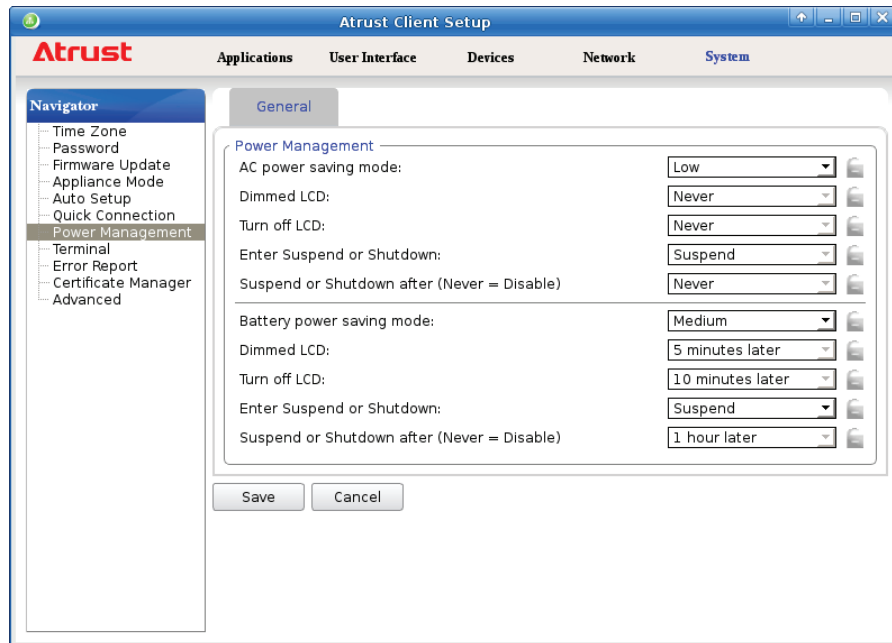 Atrust Client Setup
Atrust
Applications User Interface Devices Network System
Navigator
Time Zone
Password
Firmware Update
Appliance Mode
Auto Setup
Quick Connection
Power Management
Terminal
Error Report
Certificate Manager
Advanced
General
Power Management
AC power saving mode: Low
Dimmed LCD: Never
Turn off LCD: Never
Enter Suspend or Shutdown: Suspend
Suspend or Shutdown after (Never = Disable) Never
Battery power saving mode: Medium
Dimmed LCD: 5 minutes later
Turn off LCD: 10 minutes later
Enter Suspend or Shutdown: Suspend
Suspend or Shutdown after (Never = Disable) 1 hour later
Save Cancel